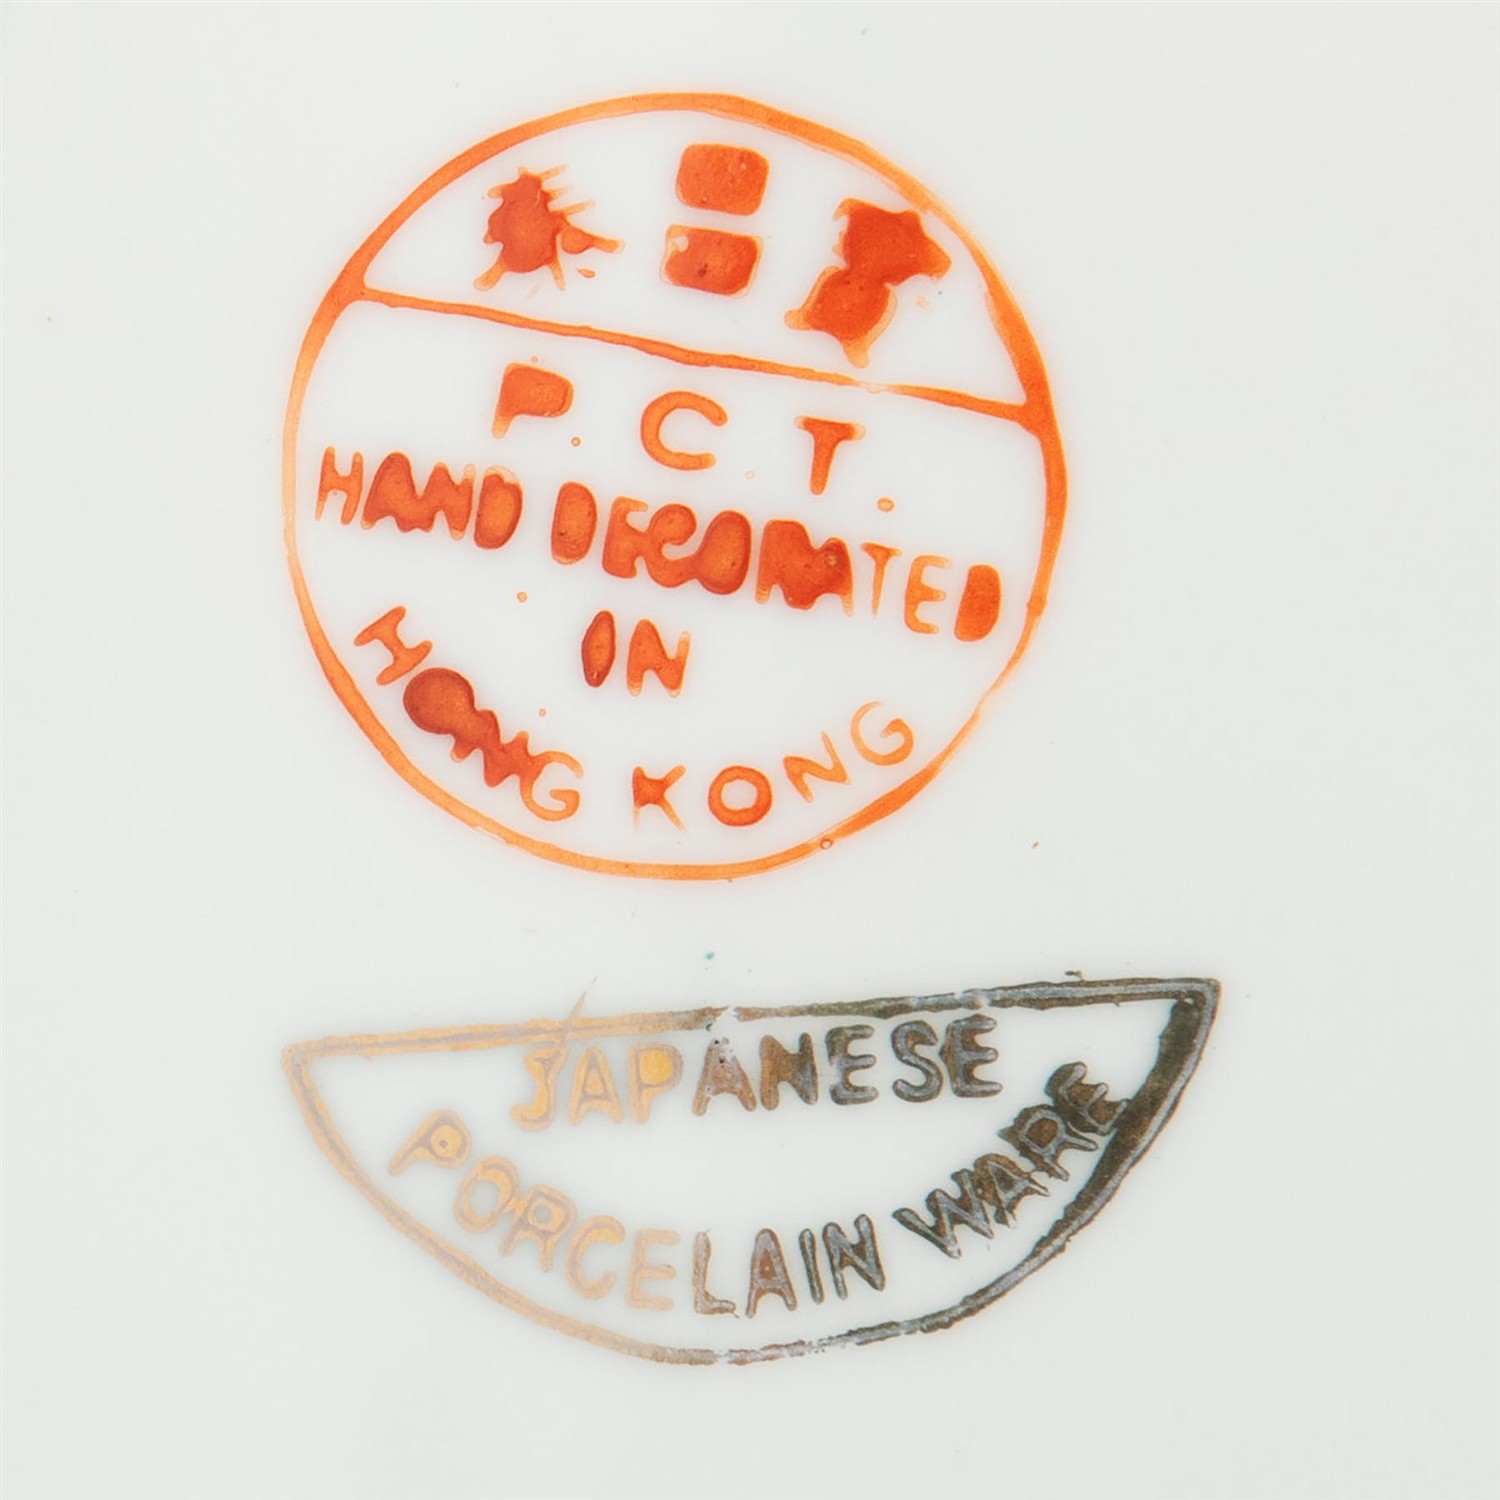 P. C T.
HAND DECORATED
IN
HONG KONG
JAPANESE
PORCELAIN WARE